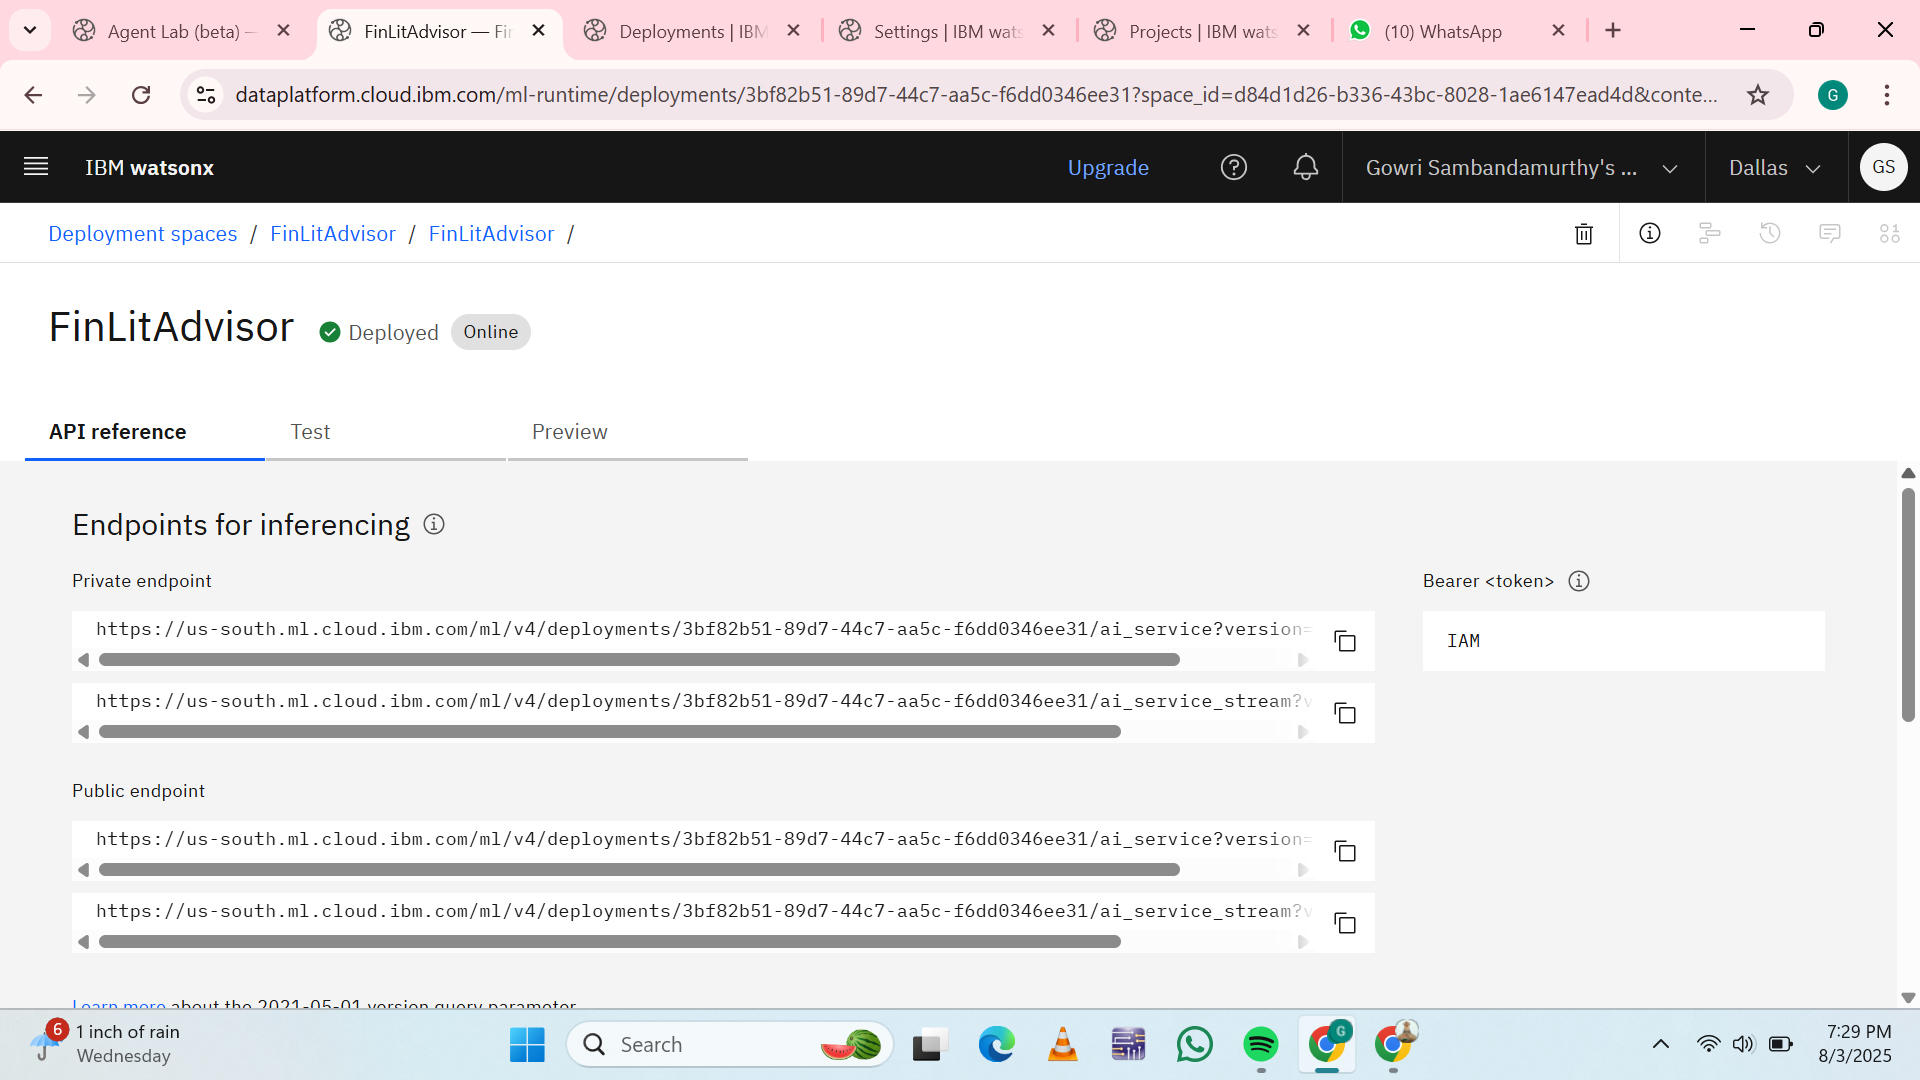 Agent Lab (beta) —
FinLitAdvisor — Fi
Deployments | IBM
Settings | IBM wats
Projects | IBM wats
(10) WhatsApp
dataplatform.cloud.ibm.com/ml-runtime/deployments/3bf82b51-89d7-44c7-aa5c-f6dd0346ee31?space_id=d84d1d26-b336-43bc-8028-1ae6147ead4d&conte...
G
IBM watsonx
Upgrade
Gowri Sambandamurthy's ...
Dallas
GS
Deployment spaces / FinLitAdvisor / FinLitAdvisor /
FinLitAdvisor
Deployed
Online
API reference
Test
Preview
Endpoints for inferencing
Private endpoint
Bearer <token>
https://us-south.ml.cloud.ibm.com/ml/v4/deployments/3bf82b51-89d7-44c7-aa5c-f6dd0346ee31/ai_service?version=
IAM
https://us-south.ml.cloud.ibm.com/ml/v4/deployments/3bf82b51-89d7-44c7-aa5c-f6dd0346ee31/ai_service_stream?v
Public endpoint
https://us-south.ml.cloud.ibm.com/ml/v4/deployments/3bf82b51-89d7-44c7-aa5c-f6dd0346ee31/ai_service?version=
https://us-south.ml.cloud.ibm.com/ml/v4/deployments/3bf82b51-89d7-44c7-aa5c-f6dd0346ee31/ai_service_stream?v
Learn more about the 2021-05-01 version query parameter
6
1 inch of rain
Wednesday
Search
G
7:29 PM
8/3/2025